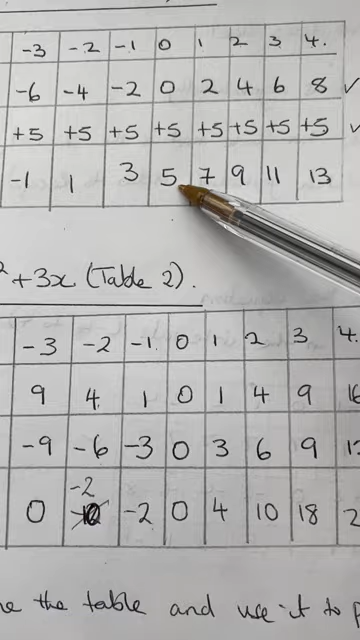 -3 -2 -1 0 1 2 3 4.
-6 -4 -2 0 2 4 6 8 ✓
+5 +5 +5 +5 +5 +5 +5 +5 ✓
-1 1 3 5 7 9 11 13
² +3x (Table 2).
-3 -2 -1 0 1 2 3 4.
9 4 1 0 1 4 9 16
-9 -6 -3 0 3 6 9
0 -2 -2 0 4 10 18
the table and use it to